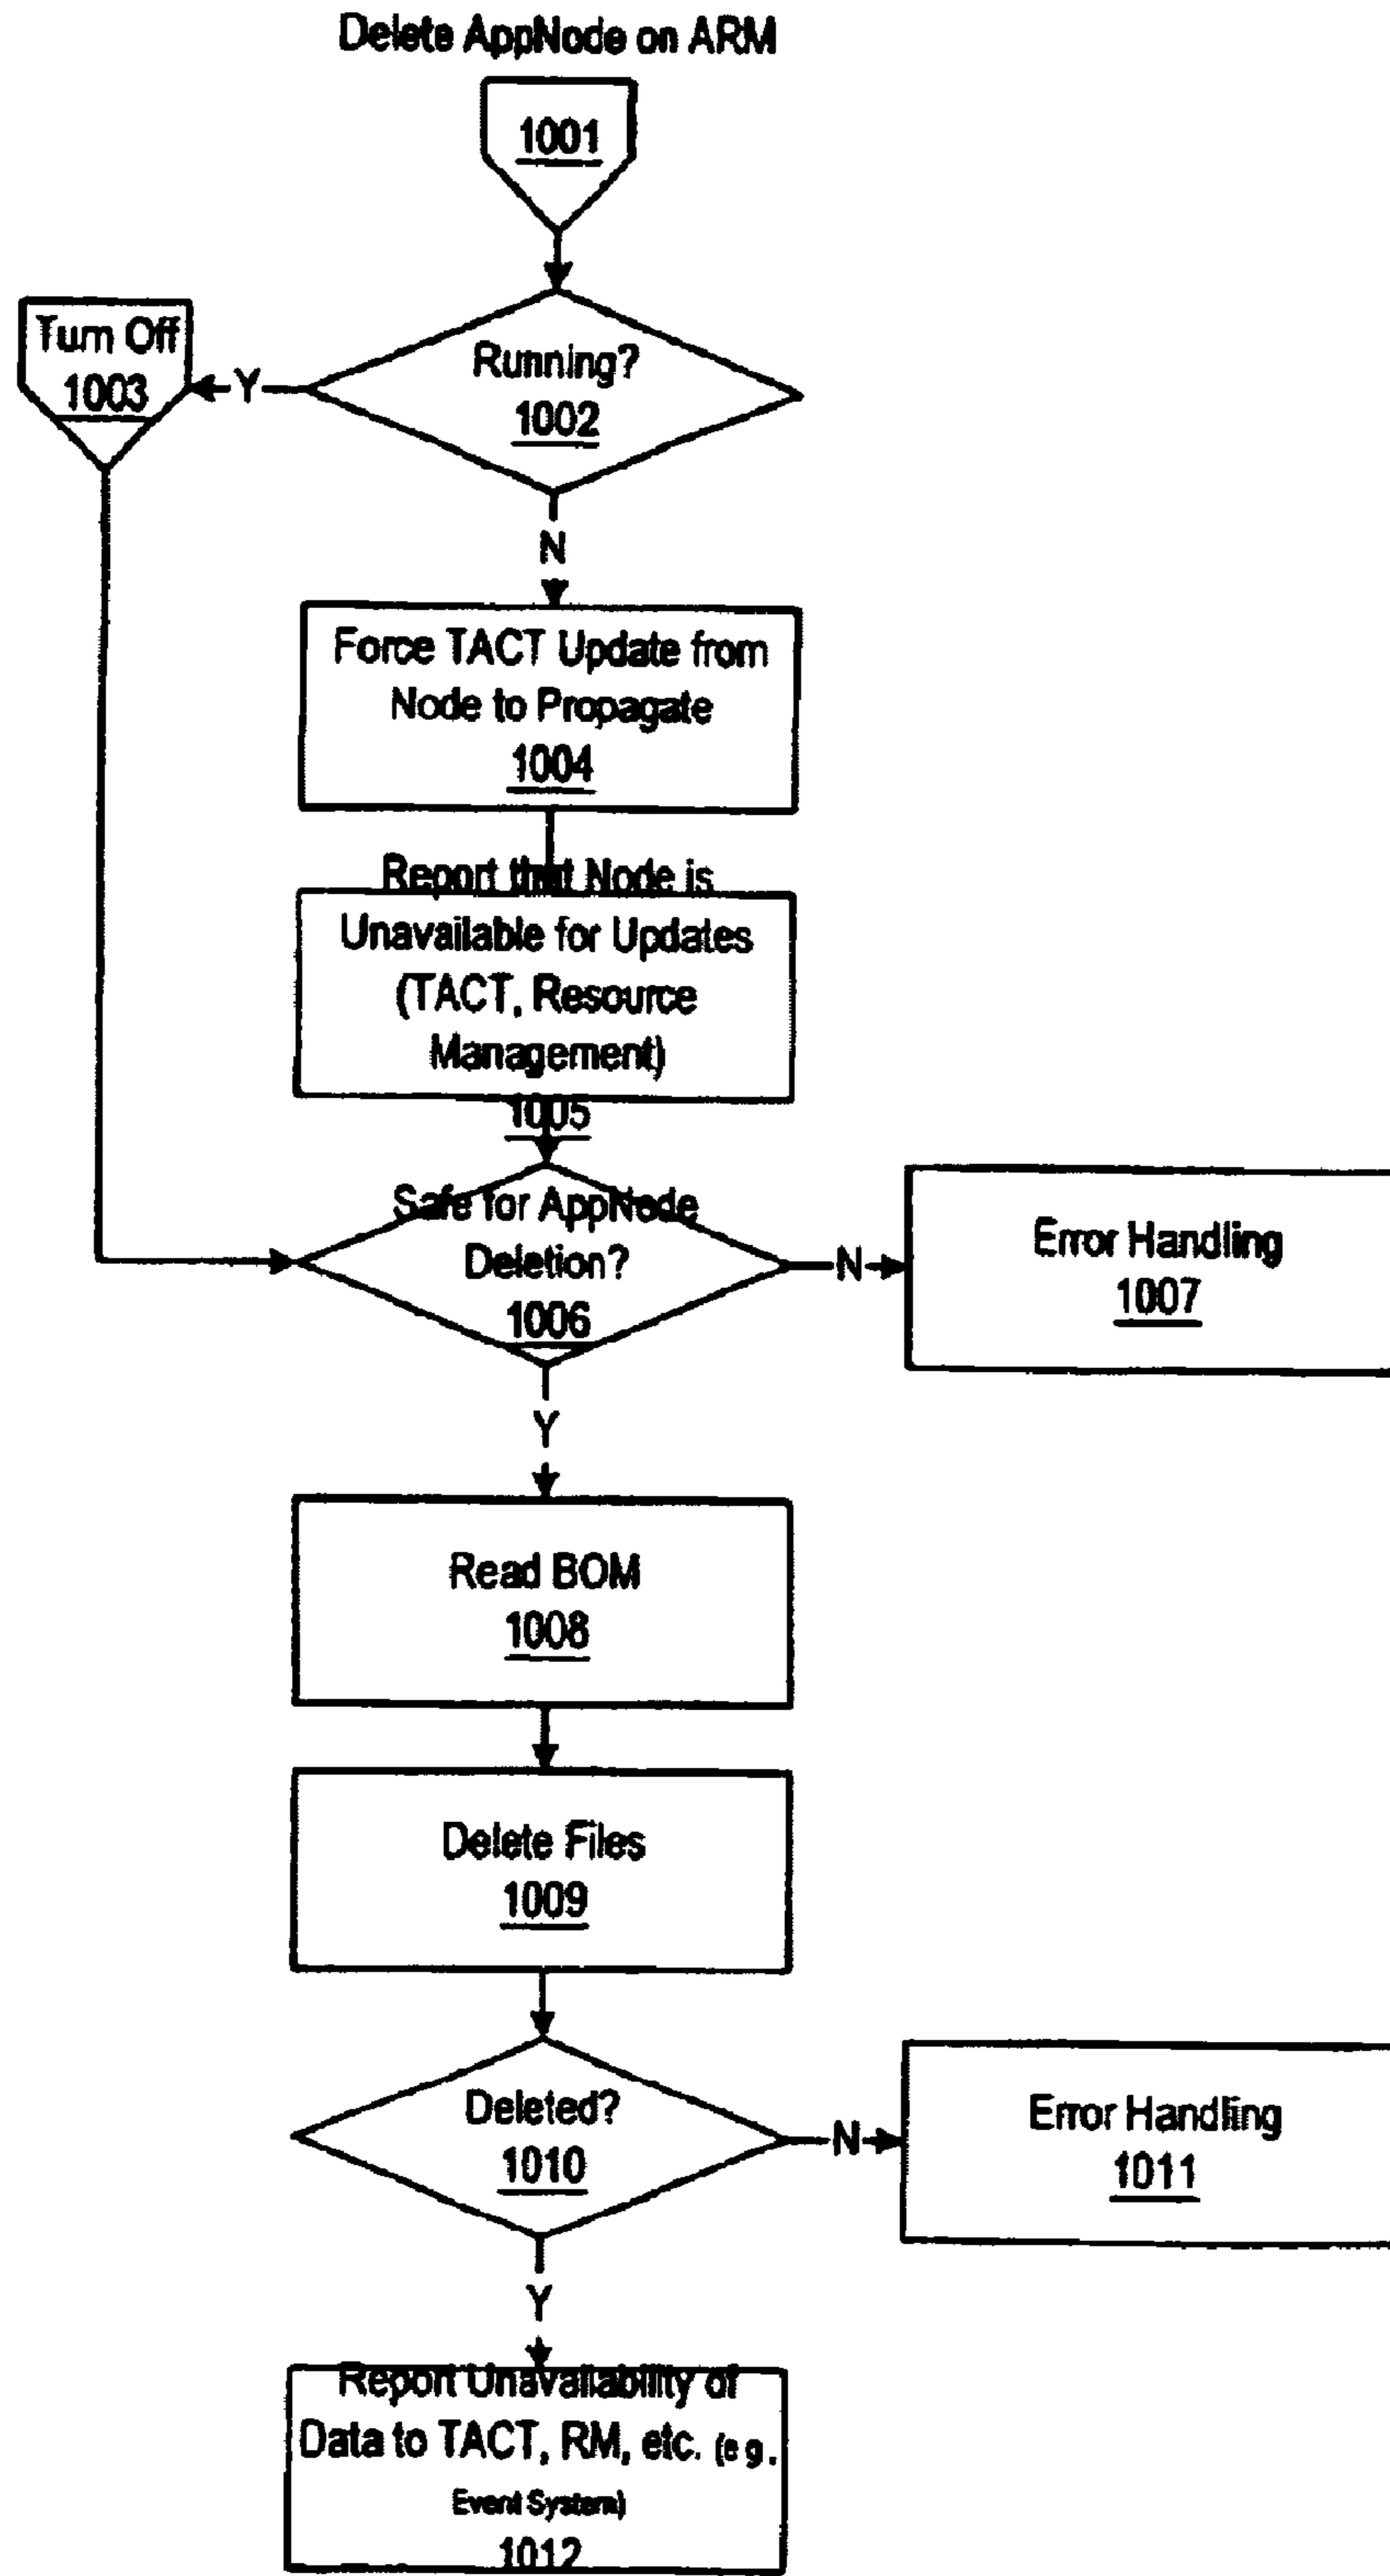 Delete AppNode on ARM
1001
Running?
1002
Turn Off
1003
Y
N
Force TACT Update from
Node to Propagate
1004
Report that Node is
Unavailable for Updates
(TACT, Resource
Management)
1005
Safe for AppNode
Deletion?
1006
N
Error Handling
1007
Y
Read BOM
1008
Delete Files
1009
Deleted?
1010
N
Error Handling
1011
Y
Report Unavailability of
Data to TACT, RM, etc. (e g.,
Event System)
1012